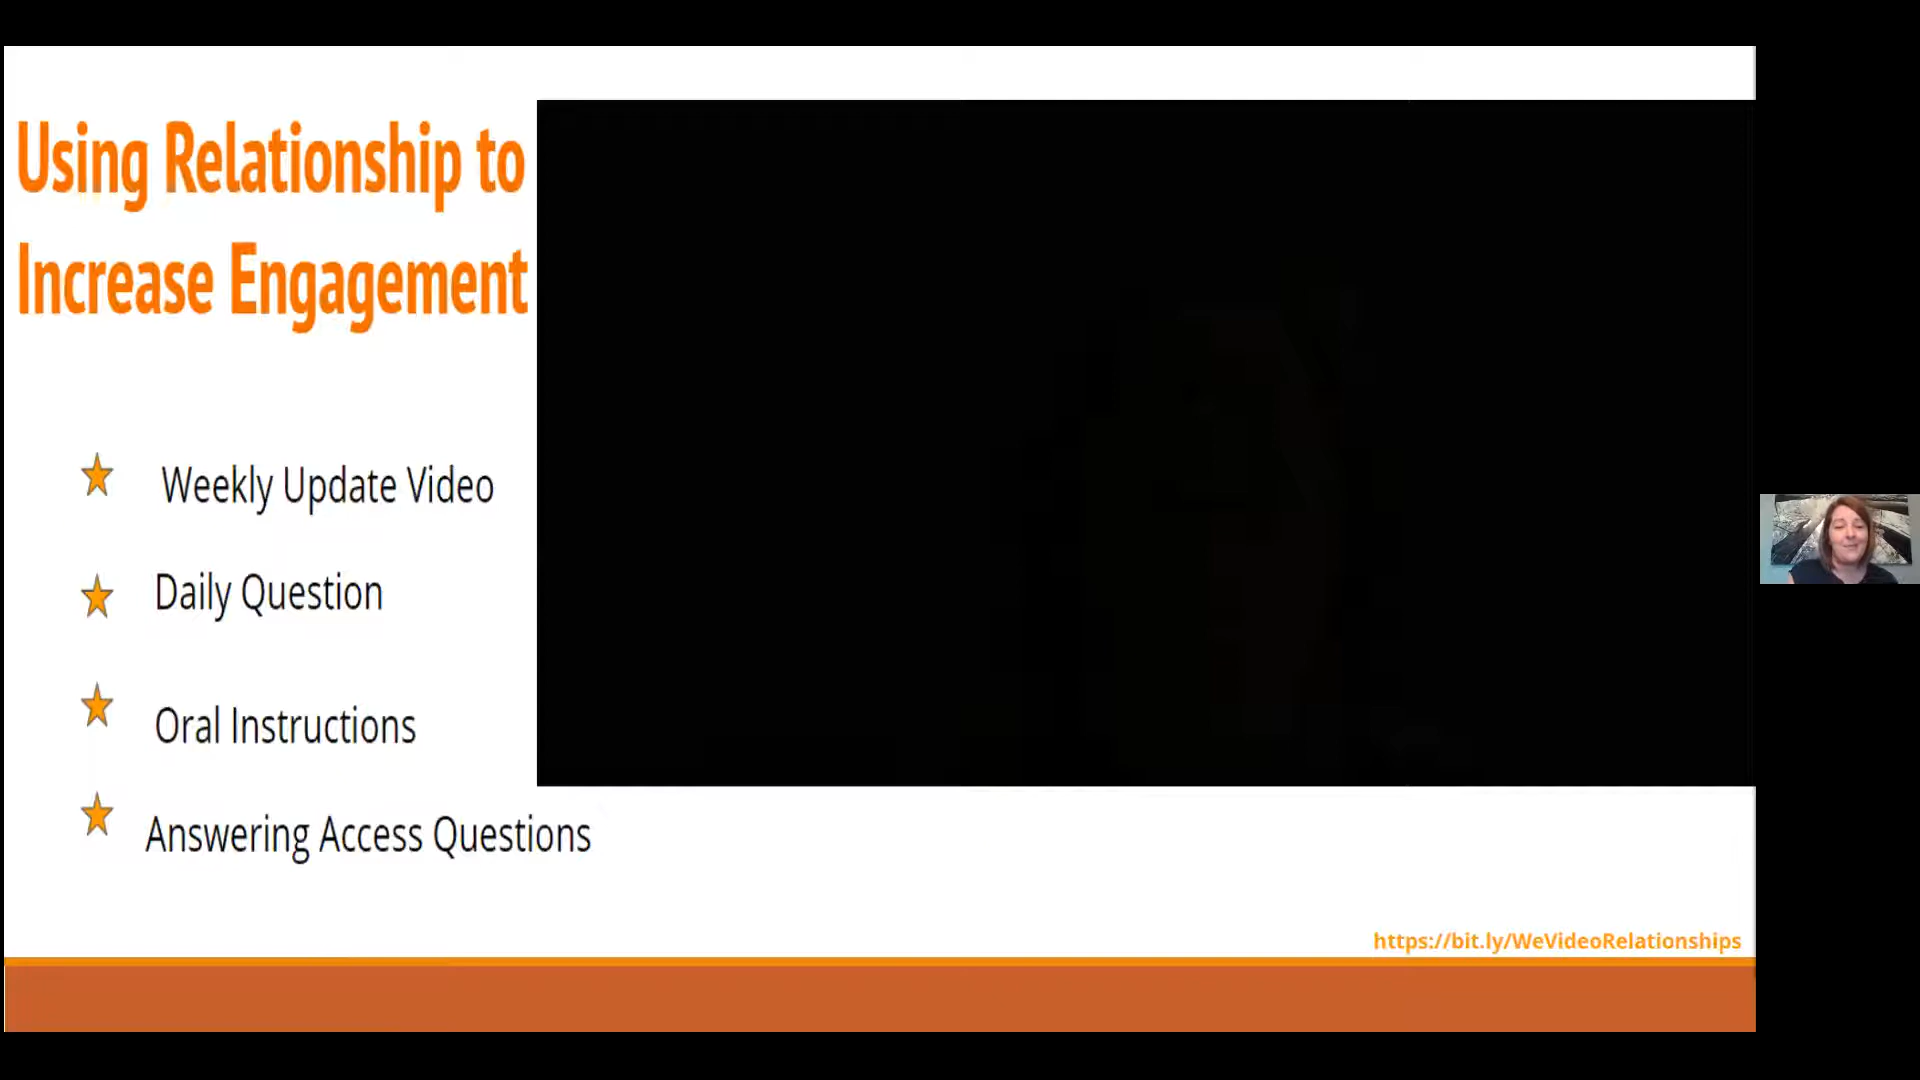 Using Relationship to
Increase Engagement
Weekly Update Video
Daily Question
Oral Instructions
Answering Access Questions
https://bit.ly/WeVideoRelationships